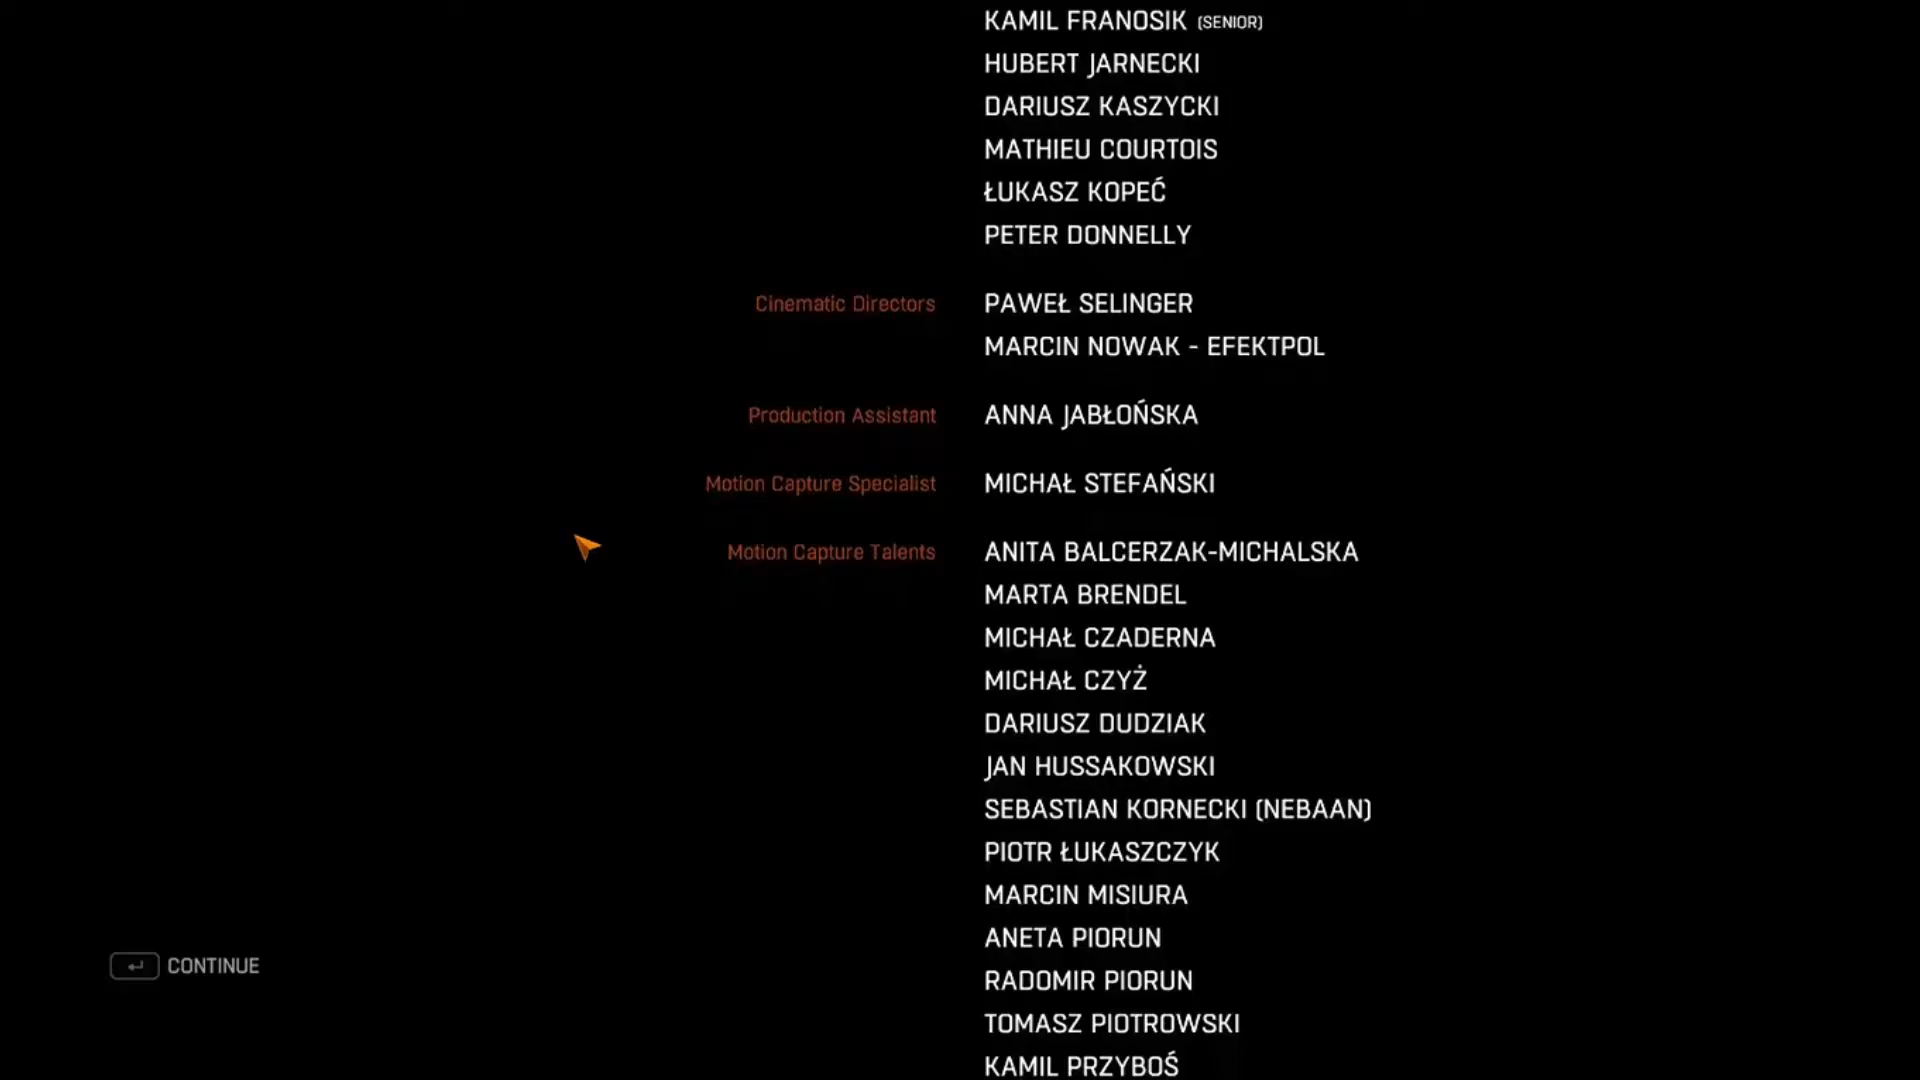 KAMIL FRANOSIK (SENIOR)
HUBERT JARNECKI
DARIUSZ KASZYCKI
MATHIEU COURTOIS
ŁUKASZ KOPEĆ
PETER DONNELLY
Cinematic Directors PAWEŁ SELINGER
MARCIN NOWAK - EFEKTPOL
Production Assistant ANNA JABŁOŃSKA
Motion Capture Specialist MICHAŁ STEFAŃSKI
Motion Capture Talents ANITA BALCERZAK-MICHALSKA
MARTA BRENDEL
MICHAŁ CZADERNA
MICHAŁ CZYŻ
DARIUSZ DUDZIAK
JAN HUSSAKOWSKI
SEBASTIAN KORNECKI (NEBAAN)
PIOTR ŁUKASZCZYK
MARCIN MISIURA
ANETA PIORUN
CONTINUE
RADOMIR PIORUN
TOMASZ PIOTROWSKI
KAMIL PRZYBOŚ